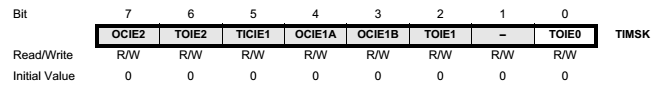 Bit 7 6 5 4 3 2 1 0
OCIE2 TOIE2 TICIE1 OCIE1A OCIE1B TOIE1 – TOIE0 TIMSK
Read/Write R/W R/W R/W R/W R/W R/W R/W R/W
Initial Value 0 0 0 0 0 0 0 0